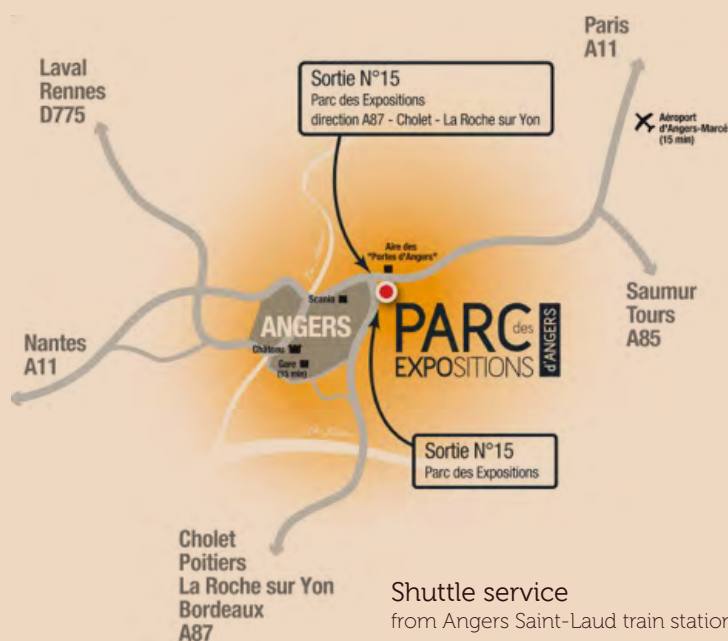 Paris
A11
Laval
Rennes
D775
Sortie N°15
Parc des Expositions
direction A87 - Cholet - La Roche sur Yon
Aéroport
d'Angers-Marcé
(15 min)
Aire des
"Portes d'Angers"
Scania
ANGERS
PARC des
EXPOSITIONS
d'ANGERS
Saumur
Tours
A85
Nantes
A11
Château
Gare
(15 min)
Sortie N°15
Parc des Expositions
Cholet
Poitiers
La Roche sur Yon
Bordeaux
A87
Shuttle service
from Angers Saint-Laud train station